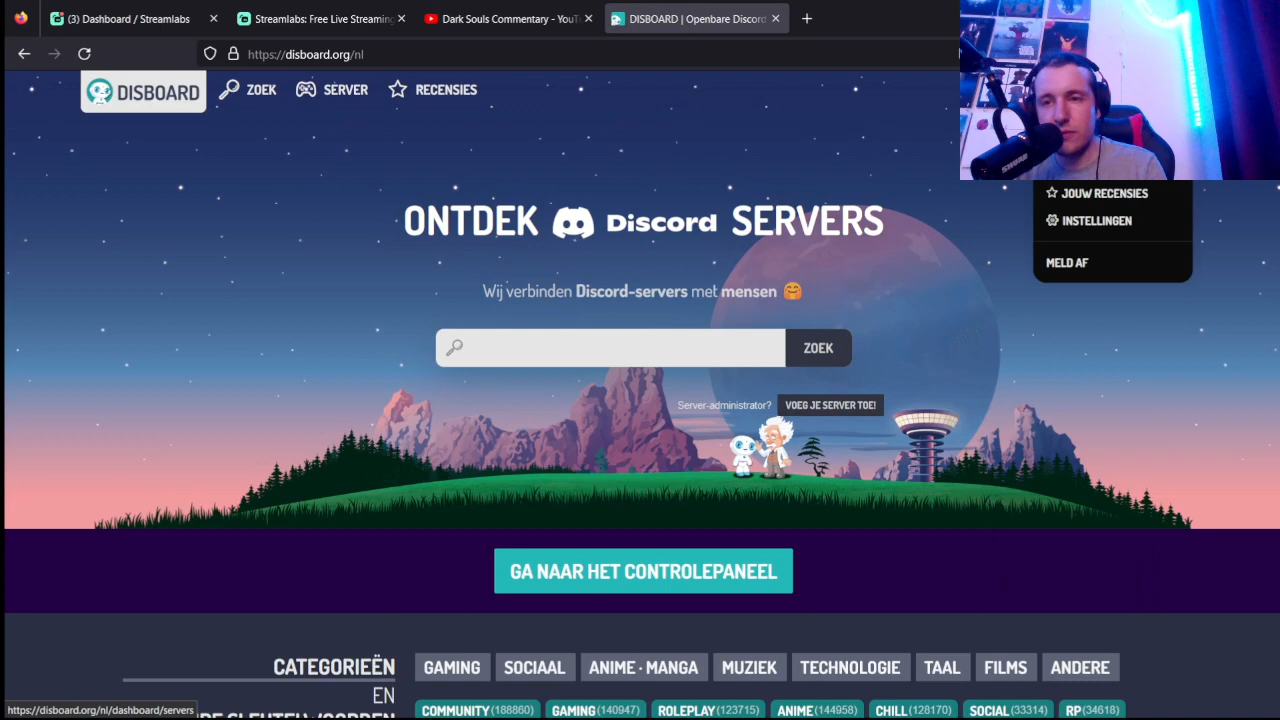 (3) Dashboard / Streamlabs
Streamlabs: Free Live Streaming
Dark Souls Commentary - YouT
DISBOARD | Openbare Discord
https://disboard.org/nl
DISBOARD
ZOEK
SERVER
RECENSIES
SHURE
JOUW RECENSIES
INSTELLINGEN
MELD AF
ONTDEK Discord SERVERS
Wij verbinden Discord-servers met mensen 🤗
ZOEK
Server-administrator? VOEG JE SERVER TOE!
GA NAAR HET CONTROLEPANEEL
CATEGORIEËN
EN
GAMING
SOCIAAL
ANIME · MANGA
MUZIEK
TECHNOLOGIE
TAAL
FILMS
ANDERE
COMMUNITY(188860)
GAMING(140947)
ROLEPLAY(123715)
ANIME(144958)
CHILL(128170)
SOCIAL(33314)
RP(34618)
https://disboard.org/nl/dashboard/servers